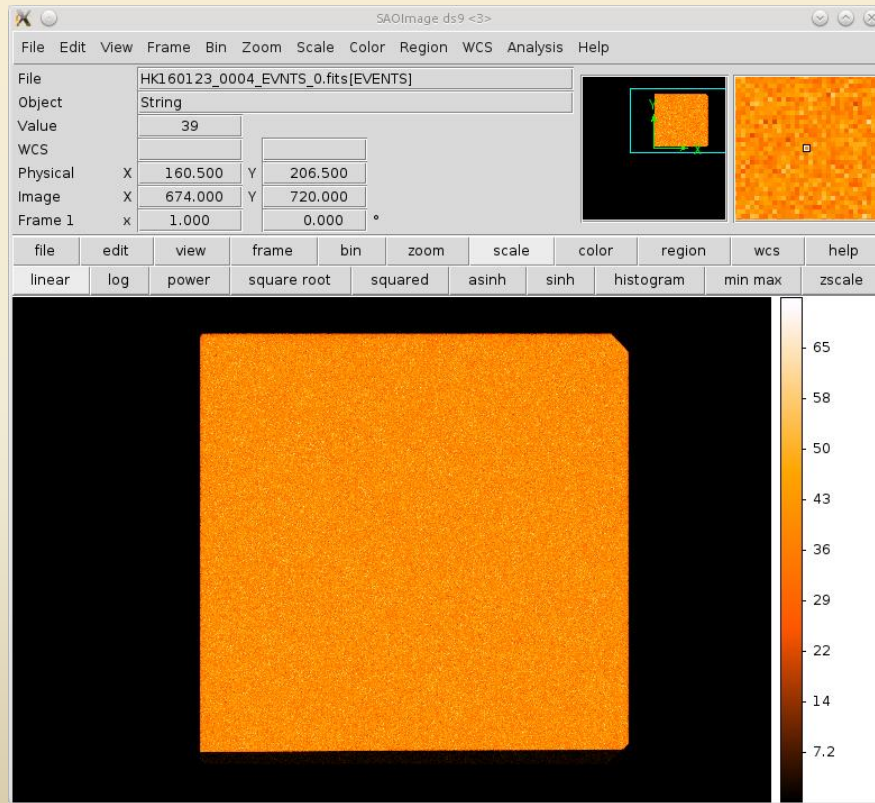 SAOImage ds9 <3>
File Edit View Frame Bin Zoom Scale Color Region WCS Analysis Help
File HK160123_0004_EVNTS_0.fits[EVENTS]
Object String
Value 39
WCS
Physical X 160.500 Y 206.500
Image X 674.000 Y 720.000
Frame 1 x 1.000 0.000 °
file edit view frame bin zoom scale color region wcs help
linear log power square root squared asinh sinh histogram min max zscale
Y
X
65
58
50
43
36
29
22
14
7.2